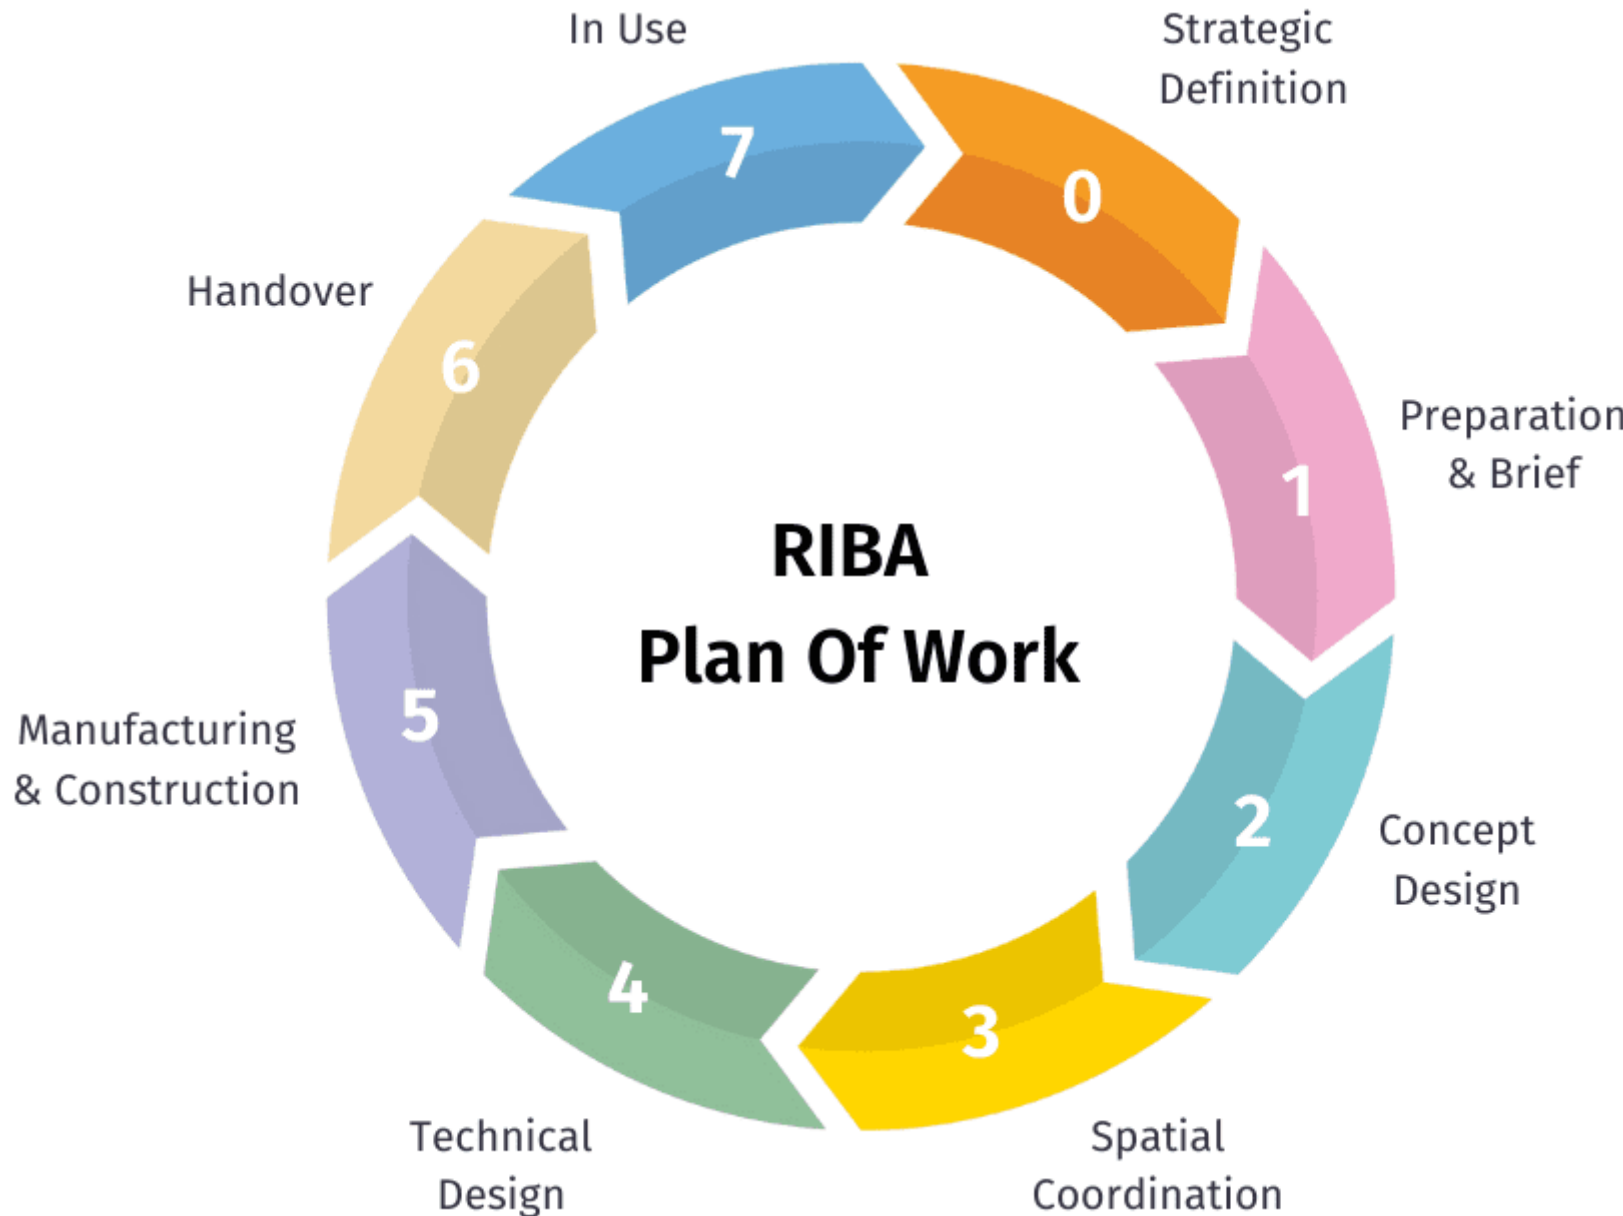 In Use
Strategic
Definition
7
0
Handover
6
Preparation
& Brief
1
RIBA
Plan Of Work
5
Manufacturing
& Construction
2
Concept
Design
4
3
Technical
Design
Spatial
Coordination